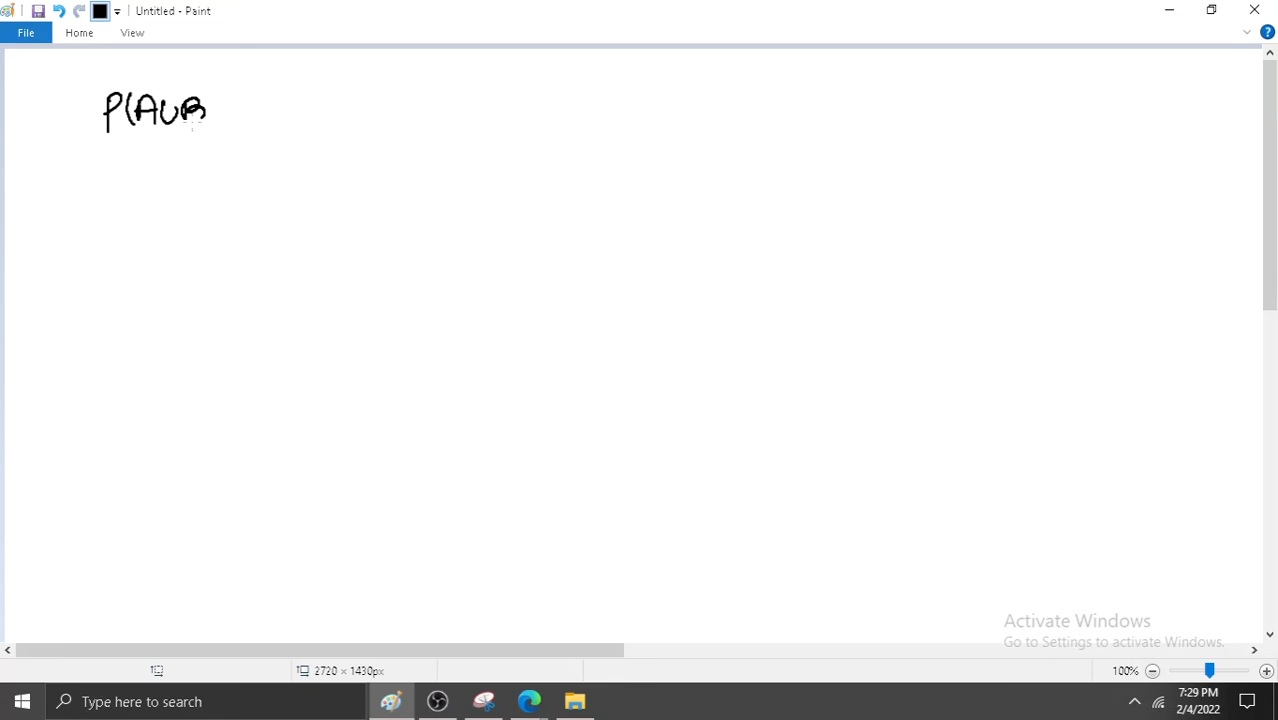 Untitled - Paint
File Home View
P(A∪B
Activate Windows
Go to Settings to activate Windows.
2720 × 1430px
100%
Type here to search
7:29 PM
2/4/2022